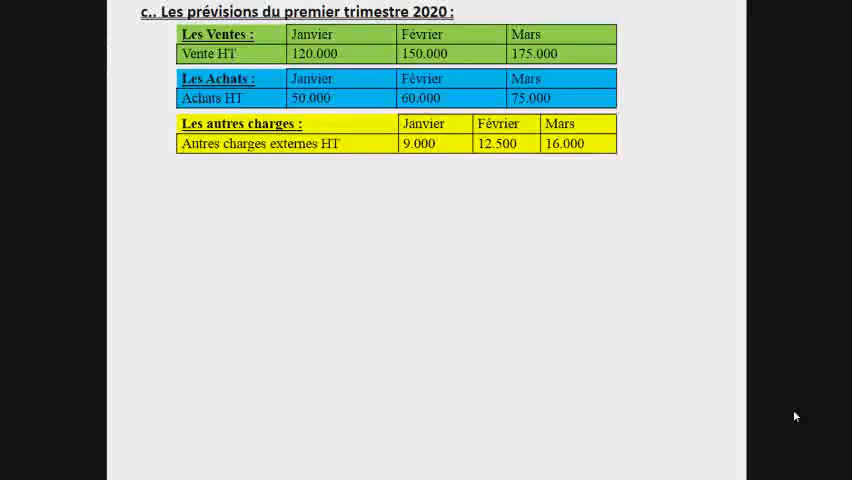 c.. Les prévisions du premier trimestre 2020 :
Les Ventes : Janvier Février Mars
Vente HT 120.000 150.000 175.000
Les Achats : Janvier Février Mars
Achats HT 50.000 60.000 75.000
Les autres charges : Janvier Février Mars
Autres charges externes HT 9.000 12.500 16.000